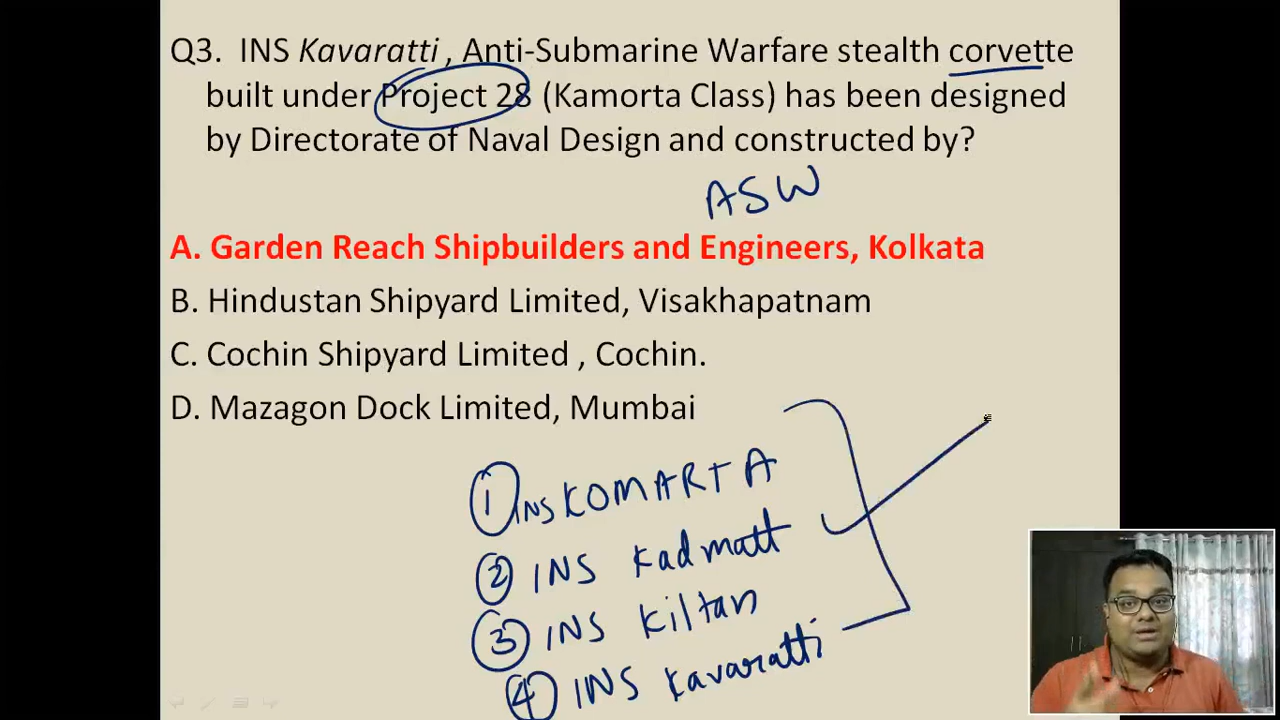 Q3. INS Kavaratti , Anti-Submarine Warfare stealth corvette
built under Project 28 (Kamorta Class) has been designed
by Directorate of Naval Design and constructed by?
ASW
A. Garden Reach Shipbuilders and Engineers, Kolkata
B. Hindustan Shipyard Limited, Visakhapatnam
C. Cochin Shipyard Limited , Cochin.
D. Mazagon Dock Limited, Mumbai
1 INS KOMARTA
2 INS Kadmatt
3 INS Kiltan
4 INS Kavaratti